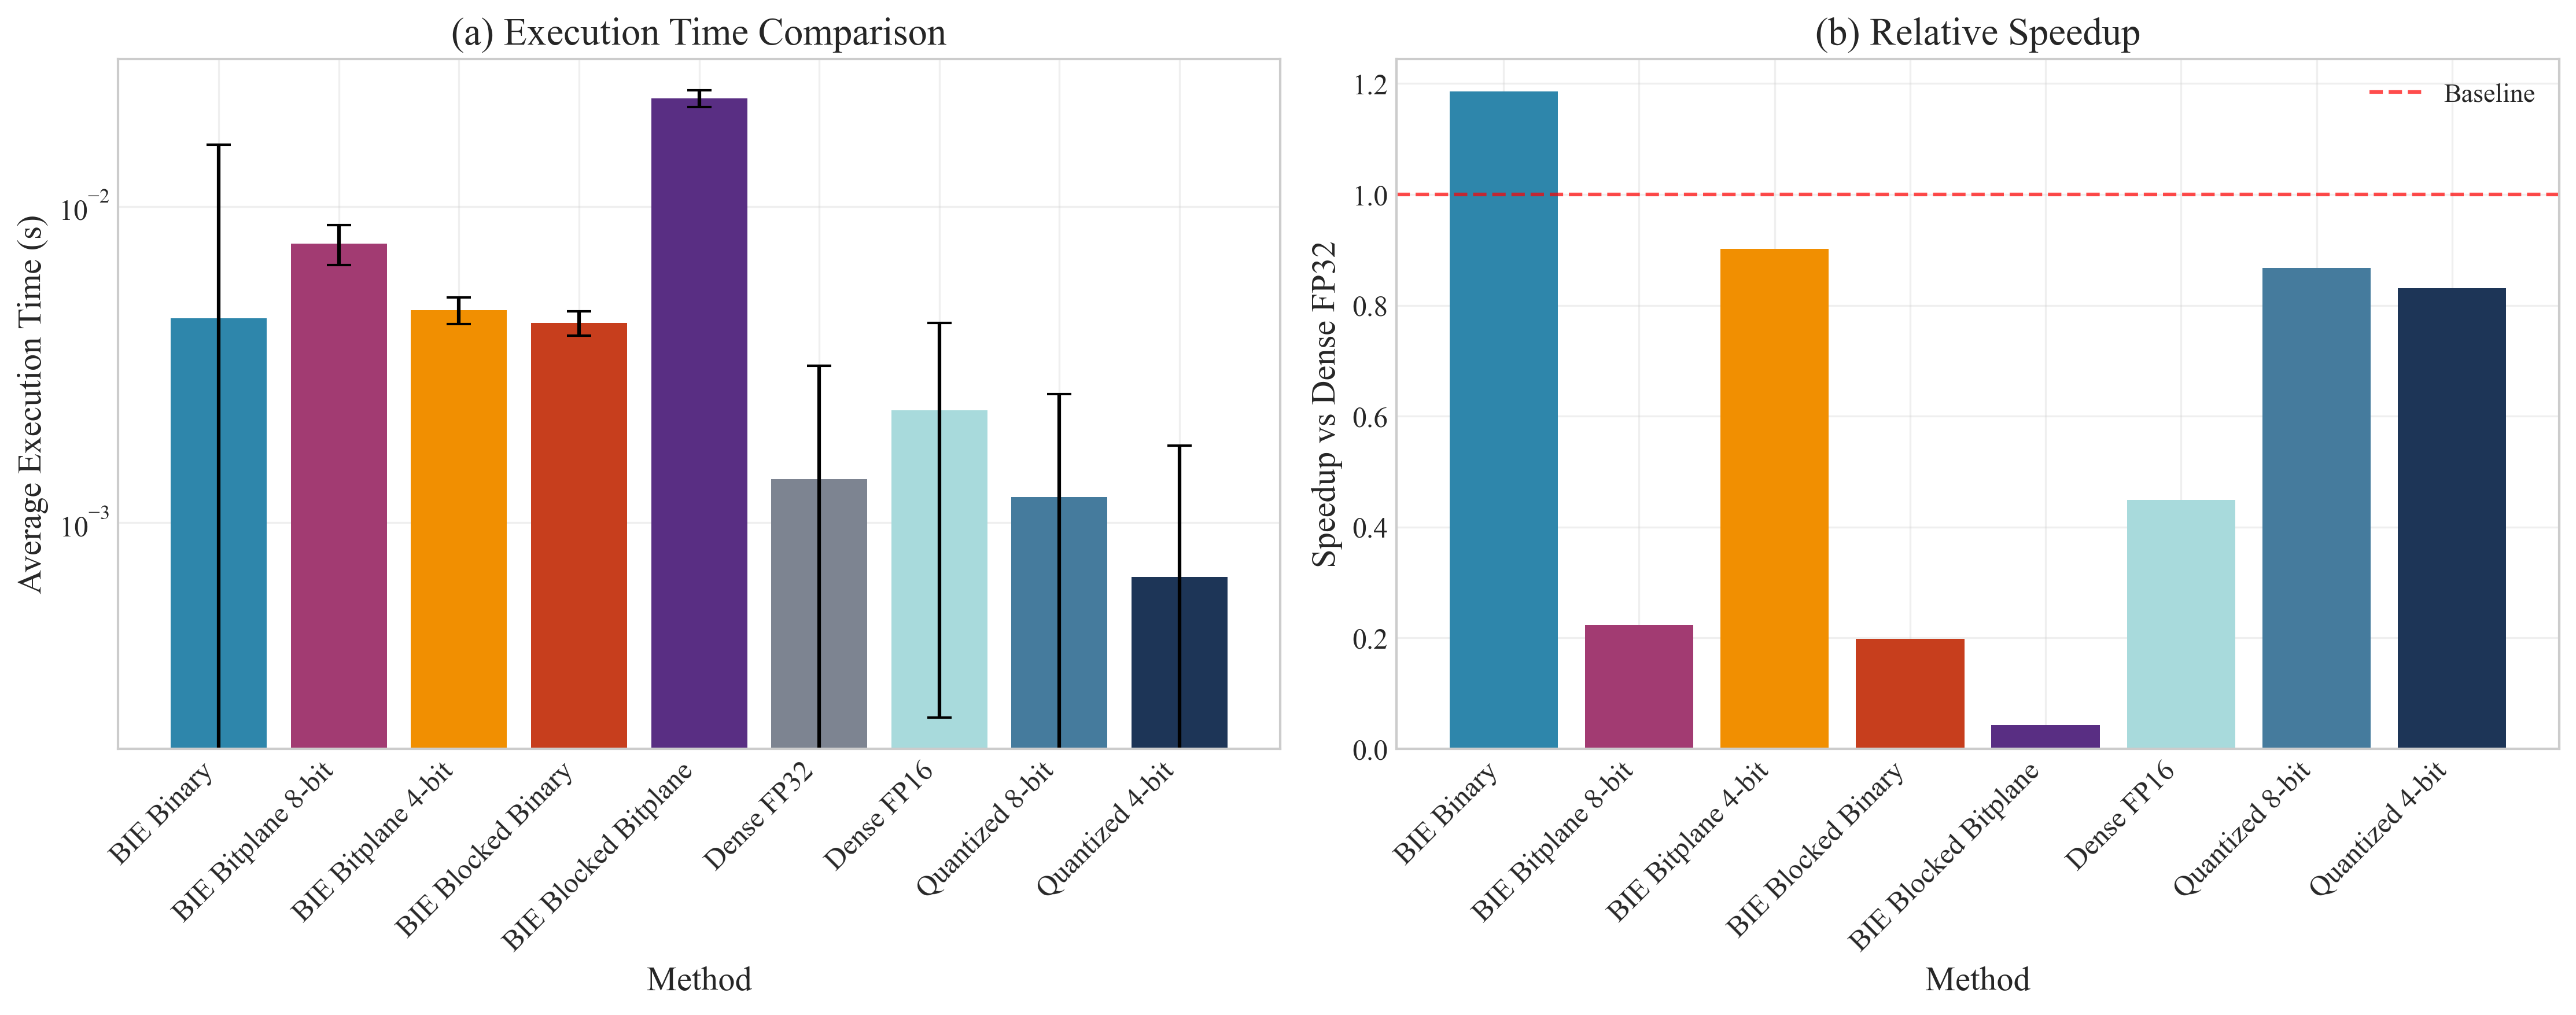 (a) Execution Time Comparison
Average Execution Time (s)
10⁻²
10⁻³
BIE Binary
BIE Bitplane 8-bit
BIE Bitplane 4-bit
BIE Blocked Binary
BIE Blocked Bitplane
Dense FP32
Dense FP16
Quantized 8-bit
Quantized 4-bit
Method
(b) Relative Speedup
Speedup vs Dense FP32
1.2
1.0
0.8
0.6
0.4
0.2
0.0
Baseline
BIE Binary
BIE Bitplane 8-bit
BIE Bitplane 4-bit
BIE Blocked Binary
BIE Blocked Bitplane
Dense FP16
Quantized 8-bit
Quantized 4-bit
Method